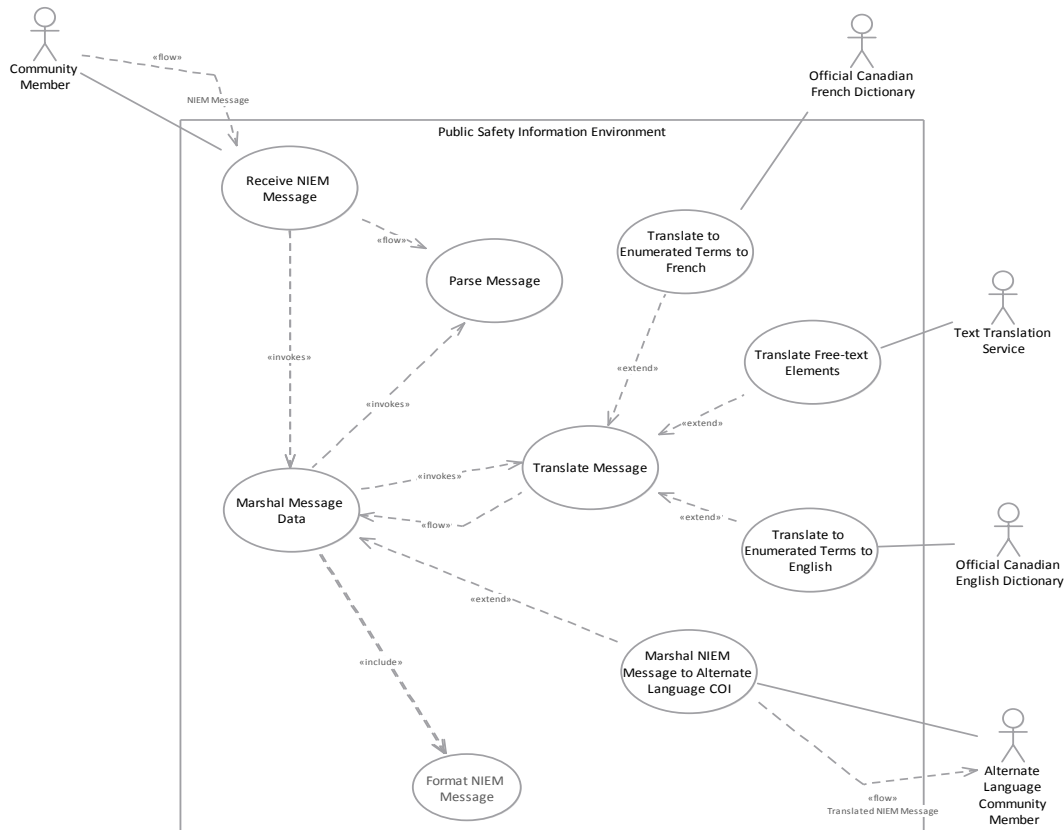 Community
Member
«flow»
NIEM Message
Official Canadian
French Dictionary
Public Safety Information Environment
Receive NIEM
Message
«flow»
Parse Message
Translate to
Enumerated Terms to
French
Text Translation
Service
Translate Free-text
Elements
«invokes»
«extend»
«invokes»
«extend»
Translate Message
«invokes»
Marshal Message
Data
«flow»
«extend»
Translate to
Enumerated Terms to
English
Official Canadian
English Dictionary
«extend»
Marshal NIEM
Message to Alternate
Language COI
«include»
Format NIEM
Message
«flow»
Translated NIEM Message
Alternate
Language
Community
Member